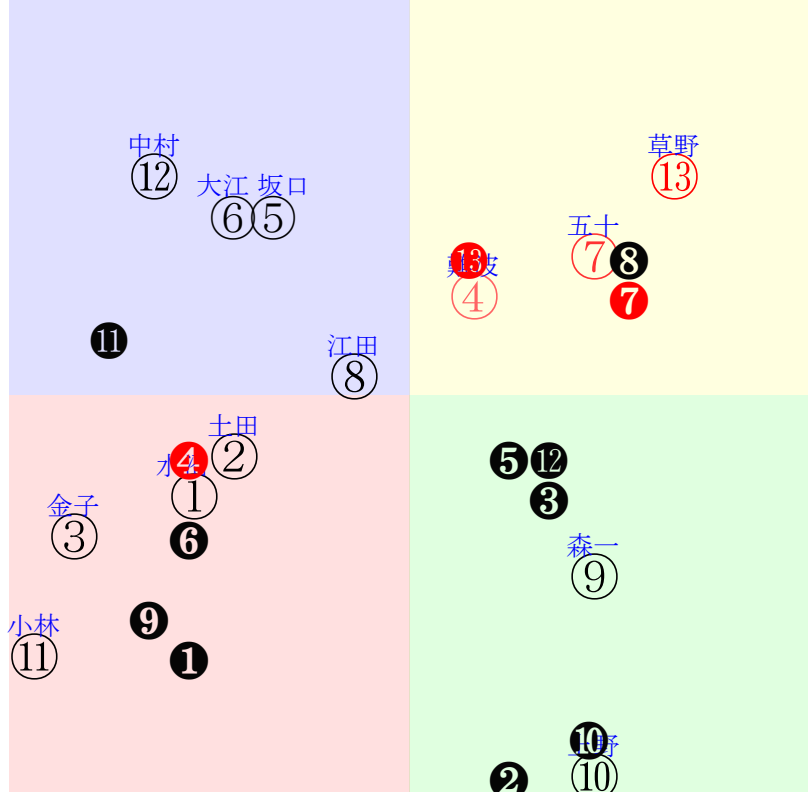 中村
⑫
草野
⑬
大江 坂口
⑥⑤
五十
⑦
❽
⓭
④
❼
⓫
江田
⑧
土田
②
❹
①
❺
⓬
❸
金子
③
❻
森一
⑨
❾
小林
⑪
❶
❿
⑩
❷